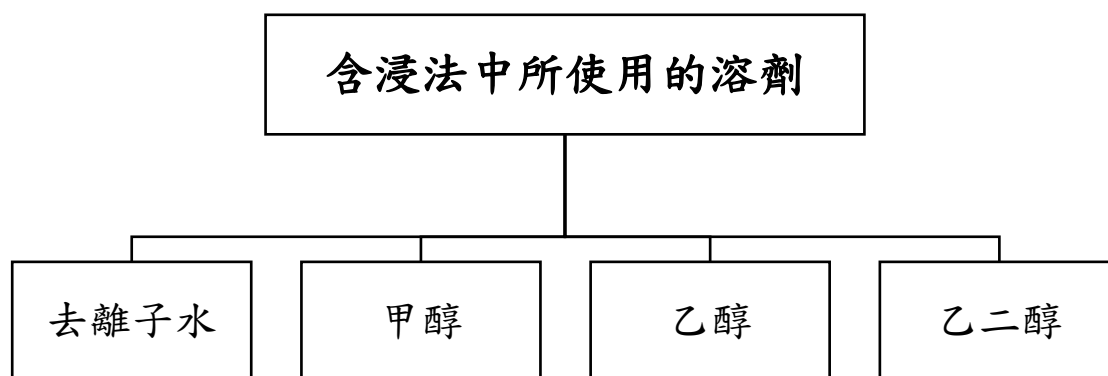 含浸法中所使用的溶劑
去離子水
甲醇
乙醇
乙二醇